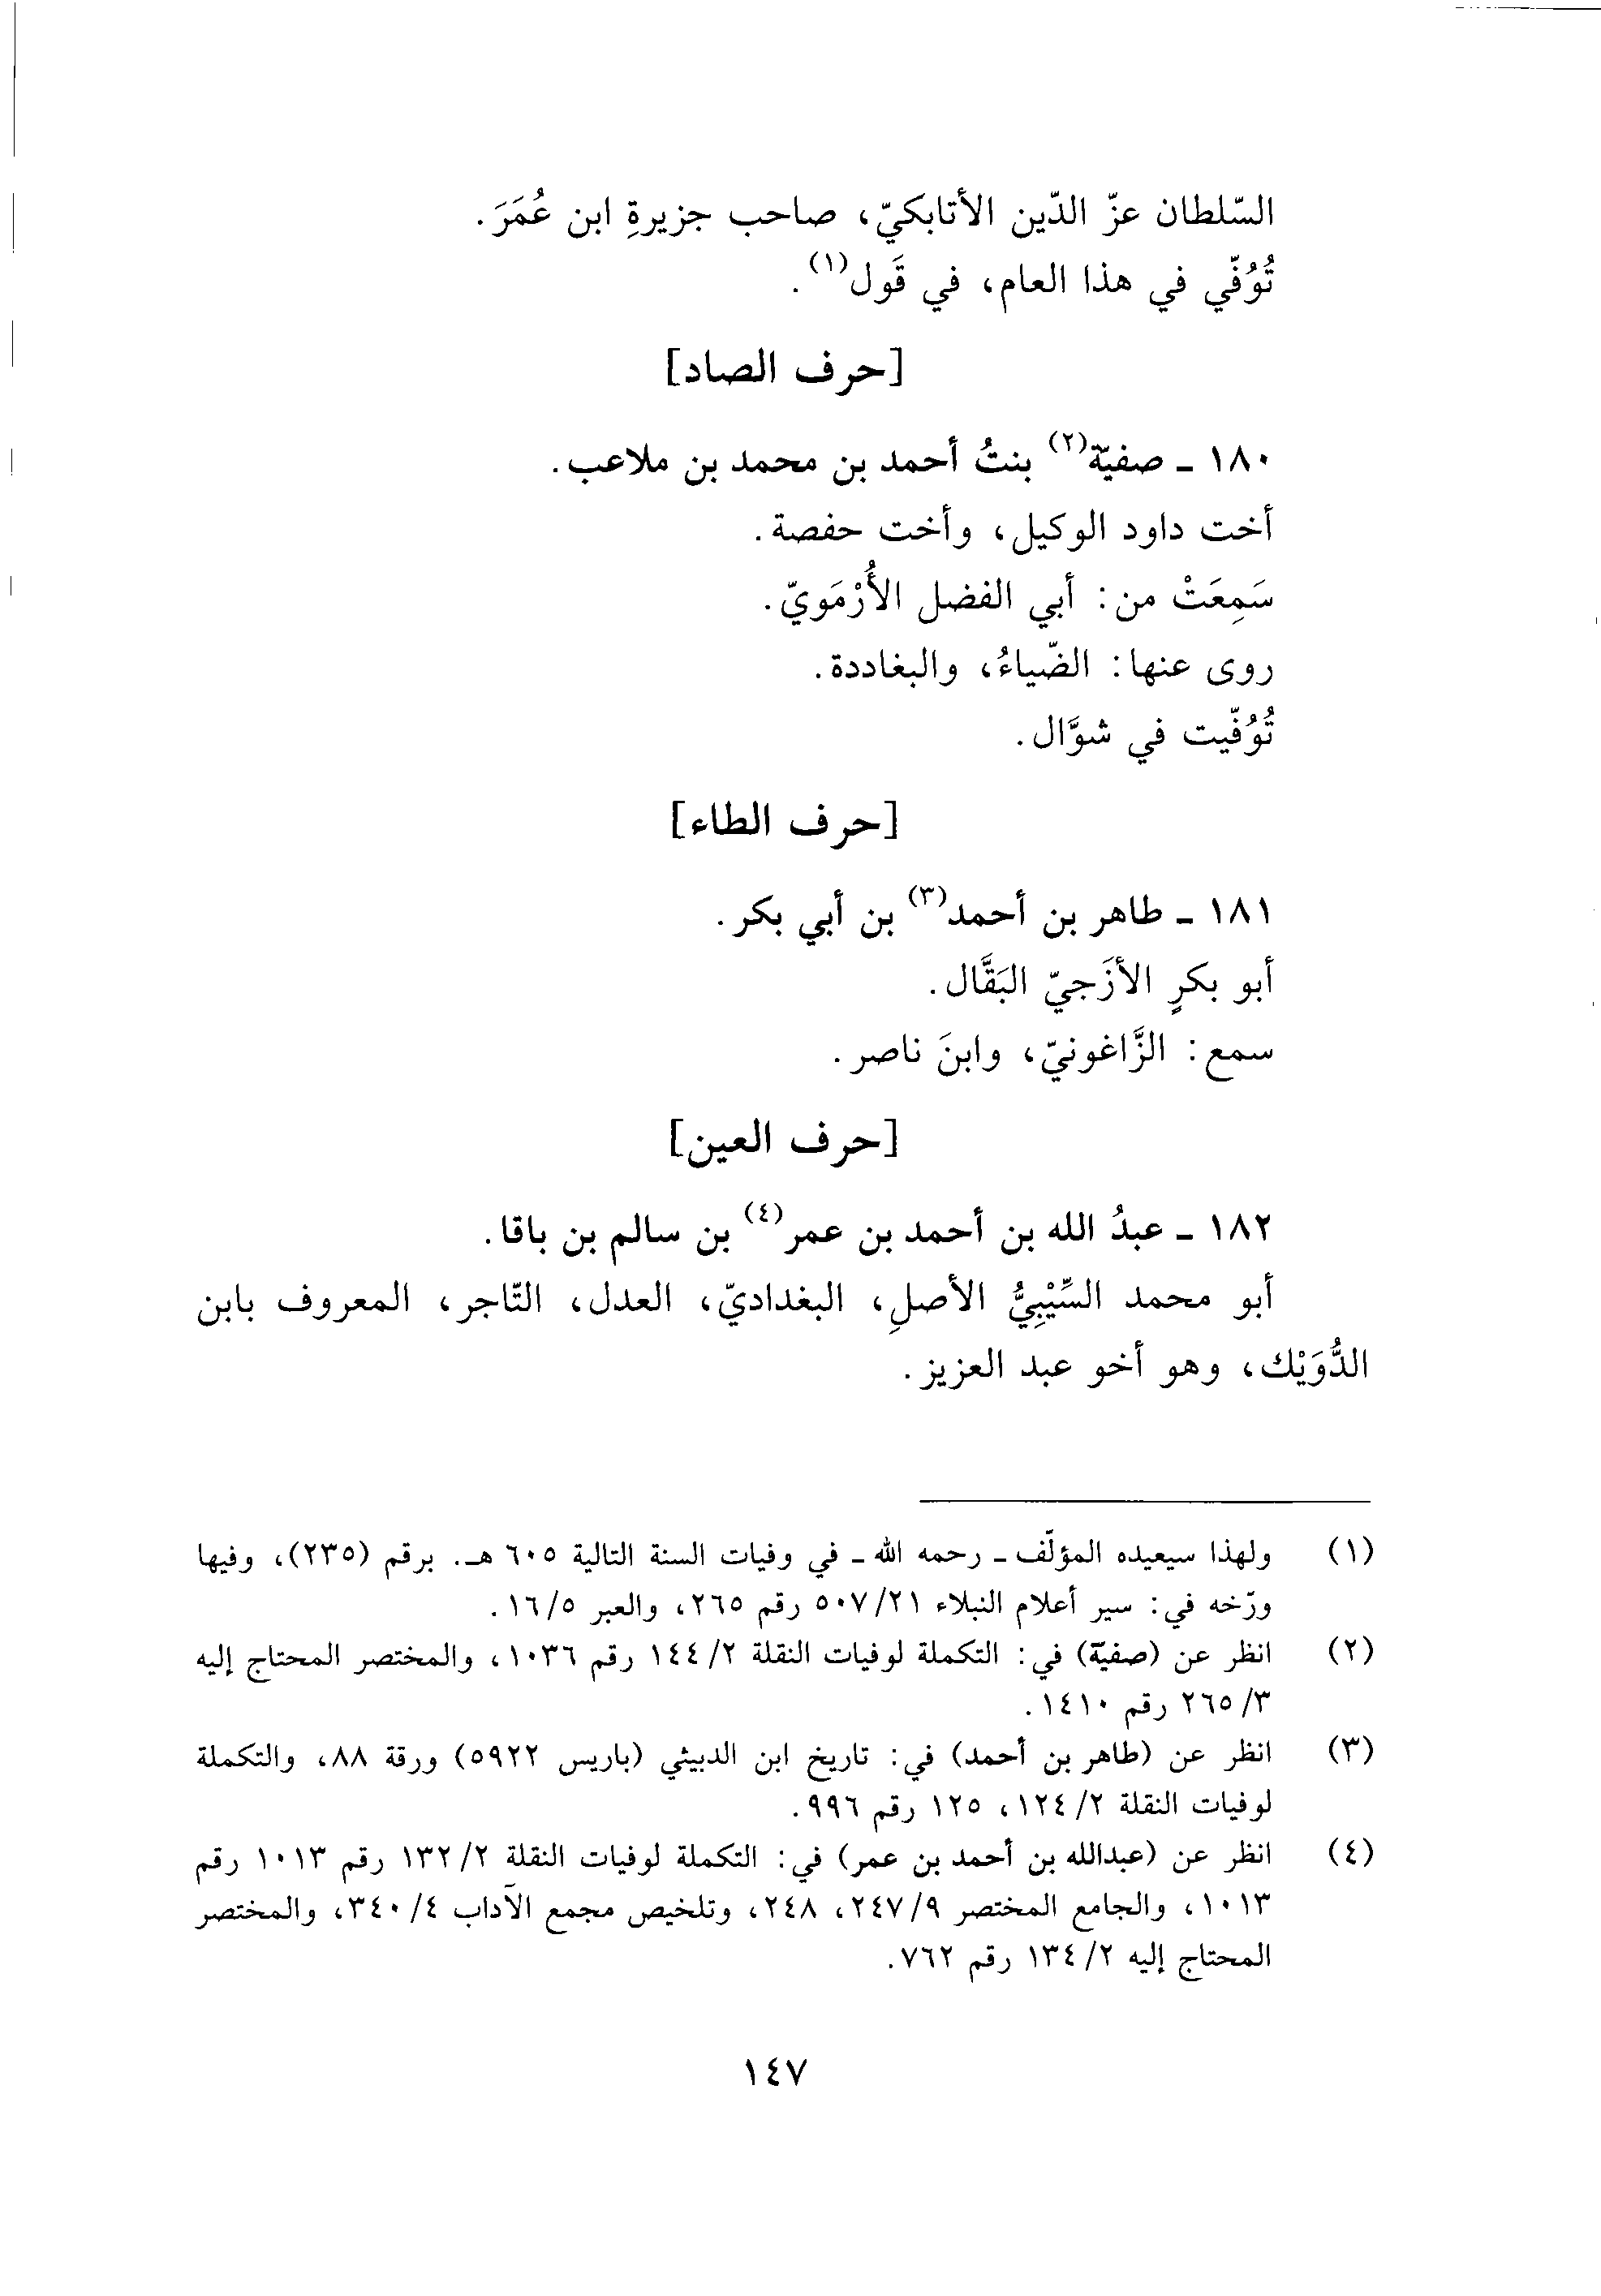 السّلطان عزّ الدّين الأتابكيّ، صاحب جزيرةِ ابن عُمَرَ.
تُوُفّي في هذا العام، في قَول(١).
[حرف الصاد]
١٨٠ ـ صفيّة(٢) بنتُ أحمد بن محمد بن ملاعب.
أخت داود الوكيل، وأخت حفصة.
سَمِعَتْ من: أبي الفضل الأُرْمَويّ.
روى عنها: الضّياءُ، والبغاددة.
تُوُفّيت في شوَّال.
[حرف الطاء]
١٨١ ـ طاهر بن أحمد(٣) بن أبي بكر.
أبو بكرٍ الأزَجيّ البَقَّال.
سمع: الزَّاغونيّ، وابنَ ناصر.
[حرف العين]
١٨٢ ـ عبدُ الله بن أحمد بن عمر(٤) بن سالم بن باقا.
أبو محمد السِّيْبِيُّ الأصلِ، البغداديّ، العدل، التّاجر، المعروف بابن
الدُّوَيْك، وهو أخو عبد العزيز.
(١) ولهذا سيعيده المؤلّف ـ رحمه الله ـ في وفيات السنة التالية ٦٠٥ هـ. برقم (٢٣٥)، وفيها
ورّخه في: سير أعلام النبلاء ٥٠٧/٢١ رقم ٢٦٥، والعبر ١٦/٥.
(٢) انظر عن (صفيّة) في: التكملة لوفيات النقلة ١٤٤/٢ رقم ١٠٣٦، والمختصر المحتاج إليه
٢٦٥/٣ رقم ١٤١٠.
(٣) انظر عن (طاهر بن أحمد) في: تاريخ ابن الدبيثي (باريس ٥٩٢٢) ورقة ٨٨، والتكملة
لوفيات النقلة ١٢٤/٢، ١٢٥ رقم ٩٩٦.
(٤) انظر عن (عبدالله بن أحمد بن عمر) في: التكملة لوفيات النقلة ١٣٢/٢ رقم ١٠١٣ رقم
١٠١٣، والجامع المختصر ٢٤٧/٩، ٢٤٨، وتلخيص مجمع الآداب ٣٤٠/٤، والمختصر
المحتاج إليه ١٣٤/٢ رقم ٧٦٢.
١٤٧